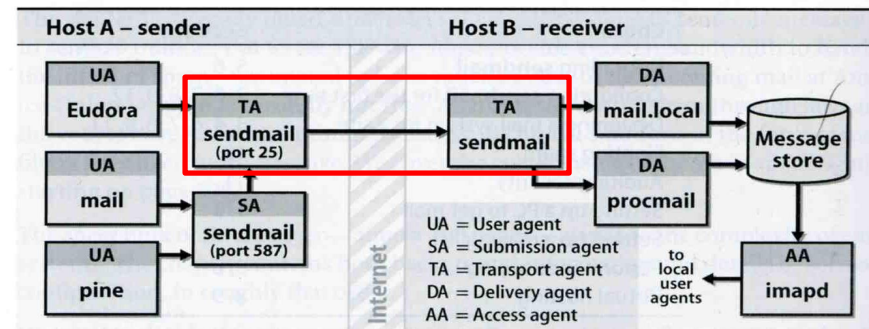 Host A – sender
Host B – receiver
UA
Eudora
TA
sendmail
(port 25)
TA
sendmail
DA
mail.local
UA
mail
SA
sendmail
(port 587)
DA
procmail
Message
store
UA
pine
Internet
UA = User agent
SA = Submission agent
TA = Transport agent
DA = Delivery agent
AA = Access agent
to
local
user
agents
AA
imapd